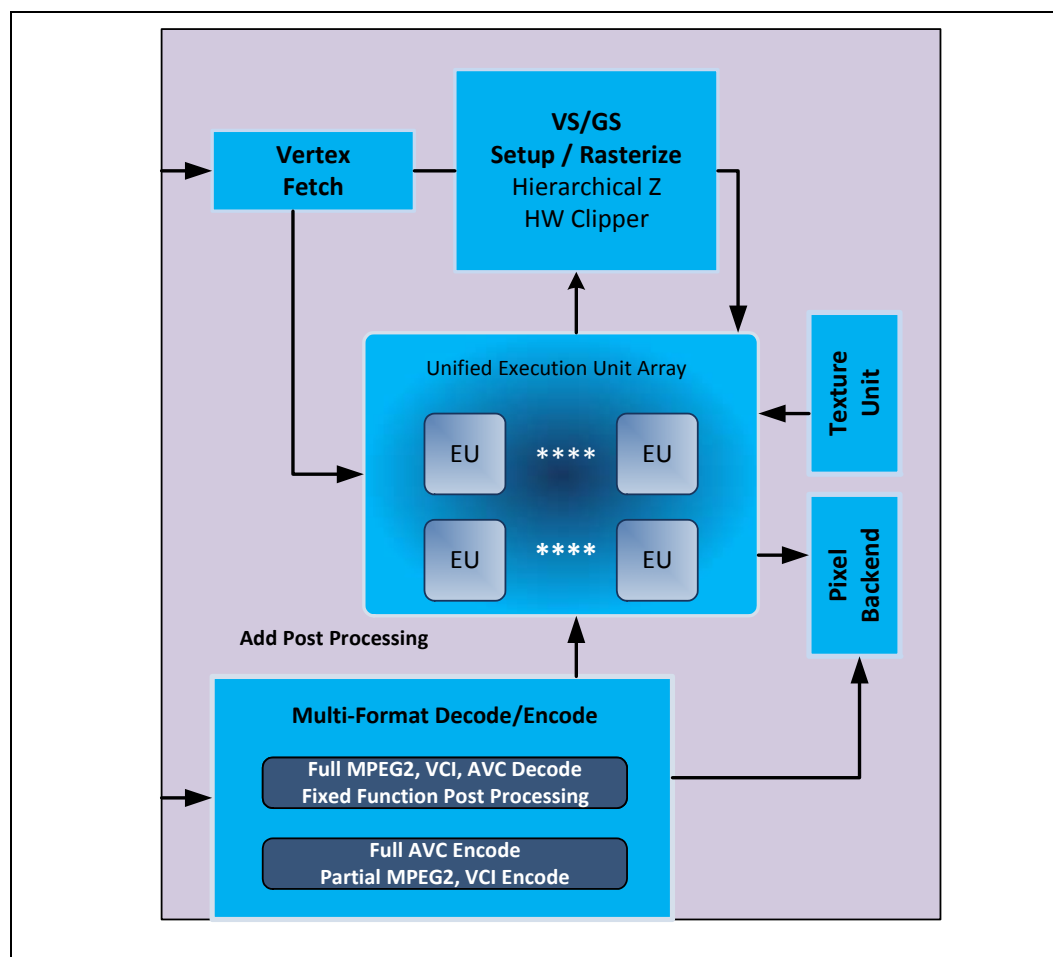 VS/GS
Setup / Rasterize
Hierarchical Z
HW Clipper
Vertex
Fetch
Unified Execution Unit Array
EU
****
EU
EU
****
EU
Texture
Unit
Pixel
Backend
Add Post Processing
Multi-Format Decode/Encode
Full MPEG2, VCI, AVC Decode
Fixed Function Post Processing
Full AVC Encode
Partial MPEG2, VCI Encode